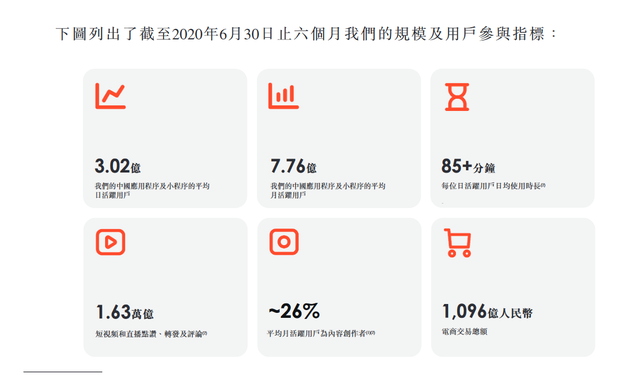 下圖列出了截至2020年6月30日止六個月我們的規模及用戶參與指標：
3.02億
我們的中國應用程序及小程序的平均
日活躍用戶
7.76億
我們的中國應用程序及小程序的平均
月活躍用戶
85+分鐘
每位日活躍用戶日均使用時長⁽²⁾
1.63萬億
短視頻和直播點讚、轉發及評論⁽²⁾
~26%
平均月活躍用戶為內容創作者⁽¹⁾⁽²⁾
1,096億人民幣
電商交易總額